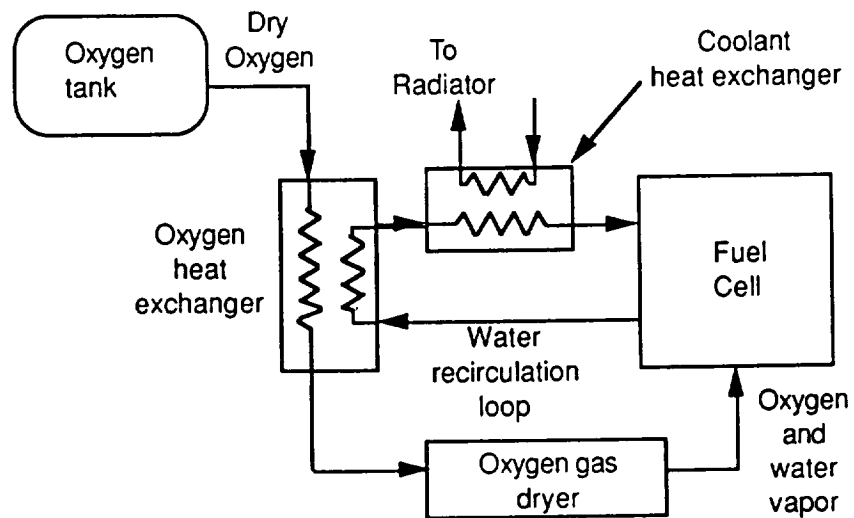 Oxygen
tank
Dry
Oxygen
To
Radiator
Coolant
heat exchanger
Oxygen
heat
exchanger
Fuel
Cell
Water
recirculation
loop
Oxygen gas
dryer
Oxygen
and
water
vapor